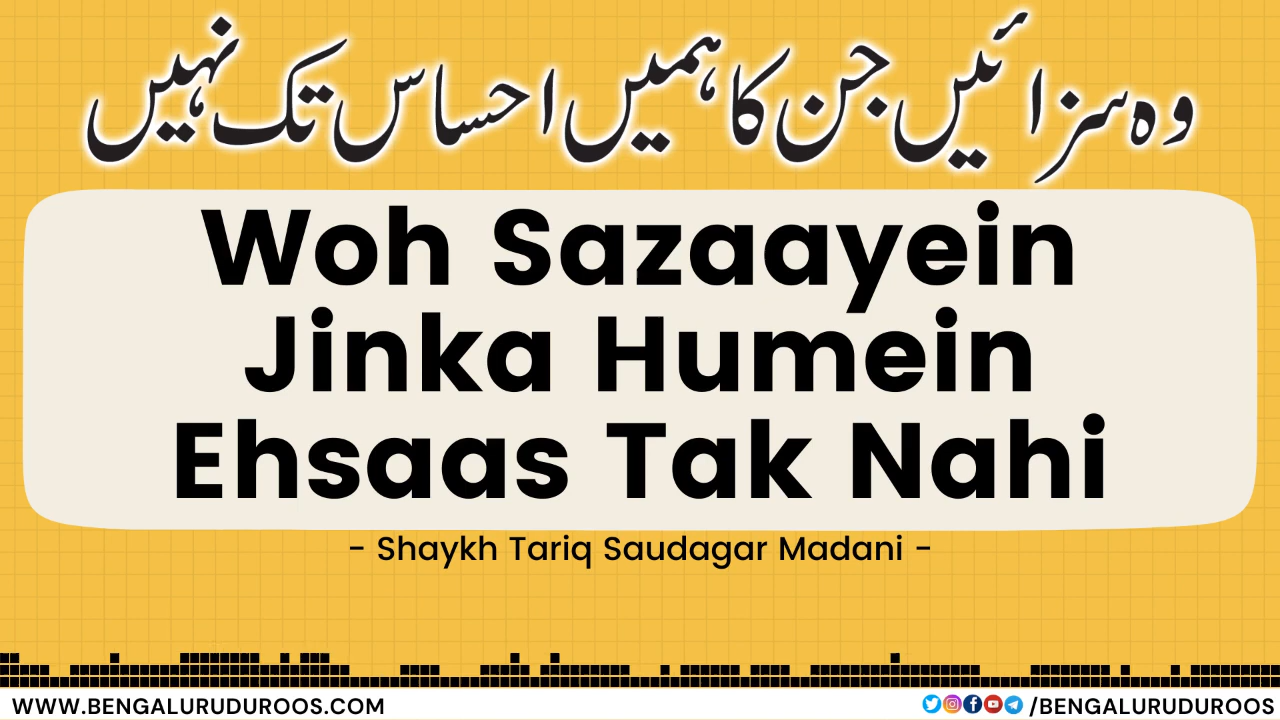 وہ سزائیں جن کا ہمیں احساس تک نہیں
Woh Sazaayein
Jinka Humein
Ehsaas Tak Nahi
- Shaykh Tariq Saudagar Madani -
WWW.BENGALURUDUROOS.COM
/BENGALURUDUROOS